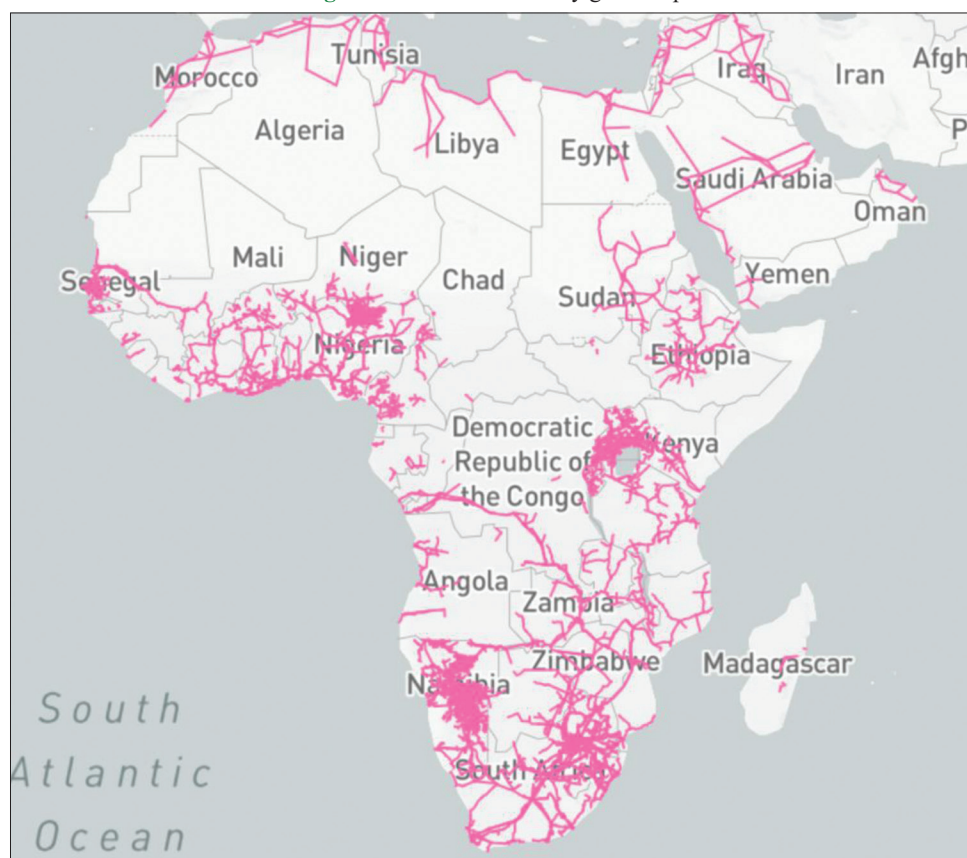 Tunisia
Afgh
Morocco
Iraq
Iran
Algeria
Libya
Egypt
Saudi Arabia
Oman
Mali
Niger
Senegal
Chad
Sudan
Yemen
Nigeria
Ethiopia
Democratic
Republic of
the Congo
Kenya
Angola
Zambia
Zimbabwe
Madagascar
Namibia
South Africa
South
Atlantic
Ocean